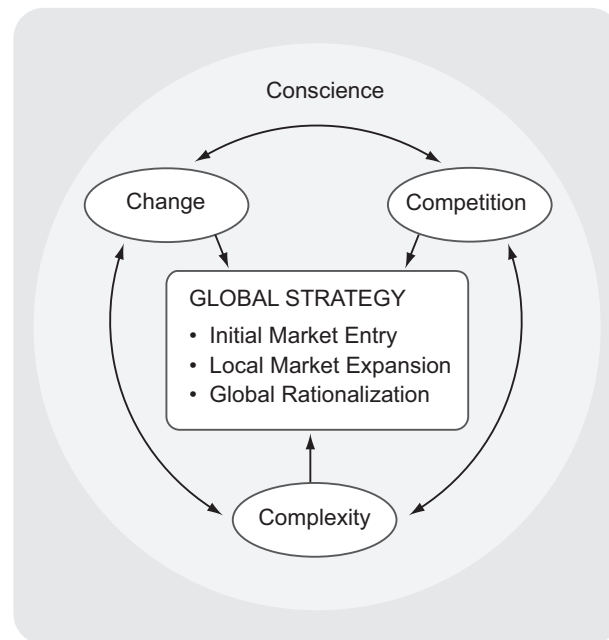 Conscience
Change
Competition
GLOBAL STRATEGY
• Initial Market Entry
• Local Market Expansion
• Global Rationalization
Complexity